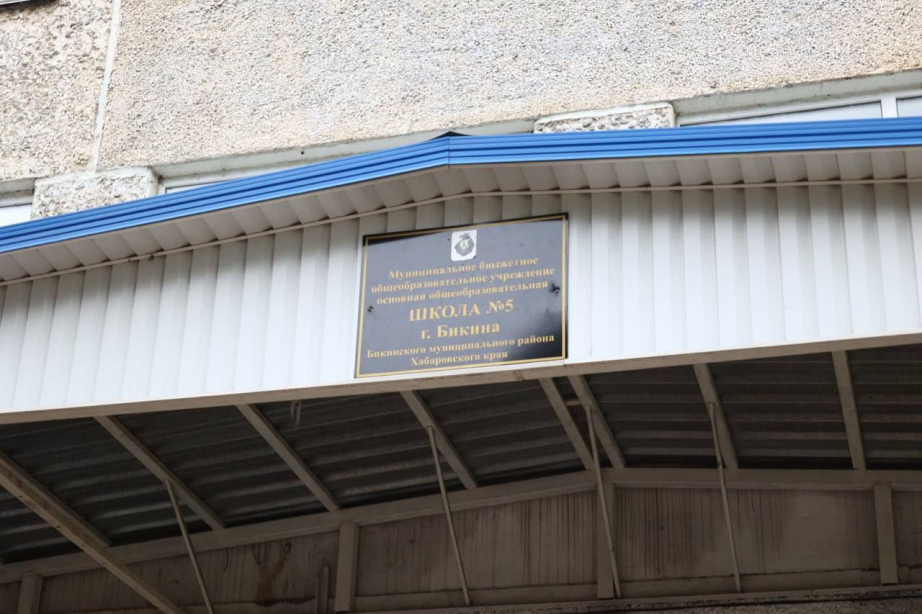 Муниципальное бюджетное
общеобразовательное учреждение
основная общеобразовательная
ШКОЛА №5
г. Бикина
Бикинского муниципального района
Хабаровского края